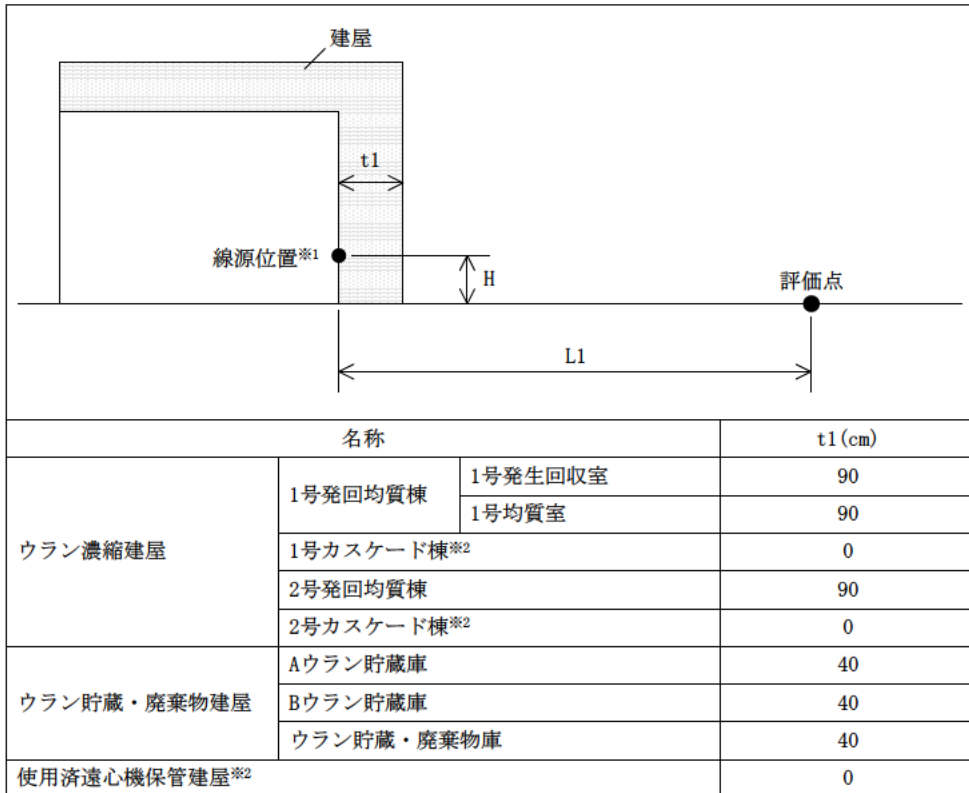 建屋
t1
線源位置※1
H
評価点
L1
名称 t1(cm)
ウラン濃縮建屋 1号発回均質棟 1号発生回収室 90
1号均質室 90
1号カスケード棟※2 0
2号発回均質棟 90
2号カスケード棟※2 0
ウラン貯蔵・廃棄物建屋 Aウラン貯蔵庫 40
Bウラン貯蔵庫 40
ウラン貯蔵・廃棄物庫 40
使用済遠心機保管建屋※2 0